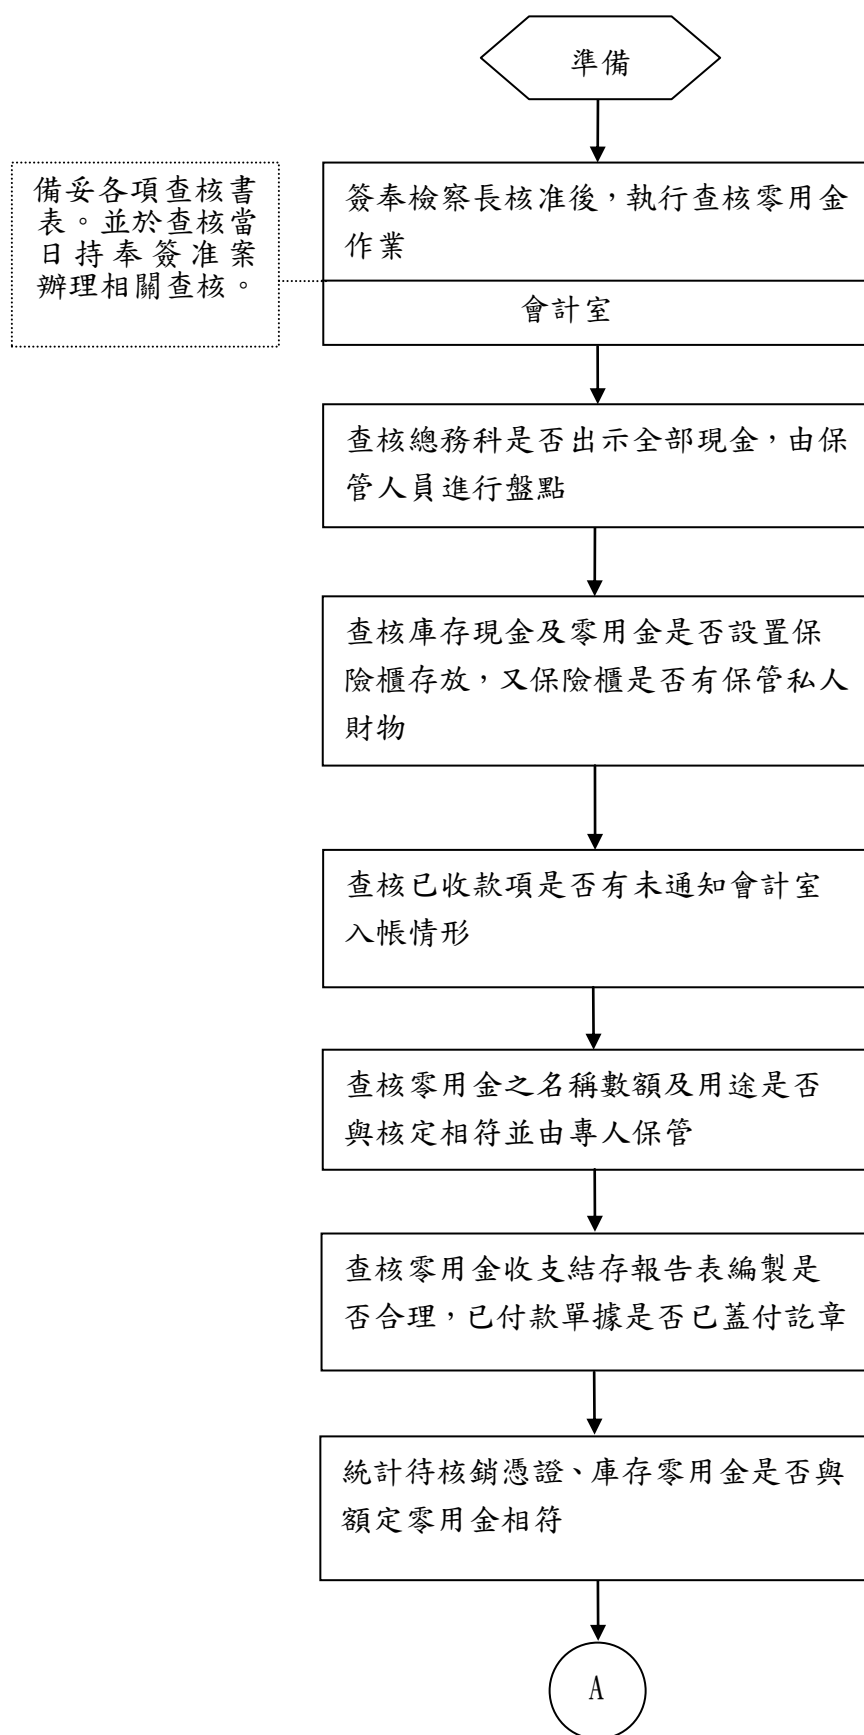 準備
備妥各項查核書
表。並於查核當
日持奉簽准案
辦理相關查核。
簽奉檢察長核准後，執行查核零用金
作業
會計室
查核總務科是否出示全部現金，由保
管人員進行盤點
查核庫存現金及零用金是否設置保
險櫃存放，又保險櫃是否有保管私人
財物
查核已收款項是否有未通知會計室
入帳情形
查核零用金之名稱數額及用途是否
與核定相符並由專人保管
查核零用金收支結存報告表編製是
否合理，已付款單據是否已蓋付訖章
統計待核銷憑證、庫存零用金是否與
額定零用金相符
A